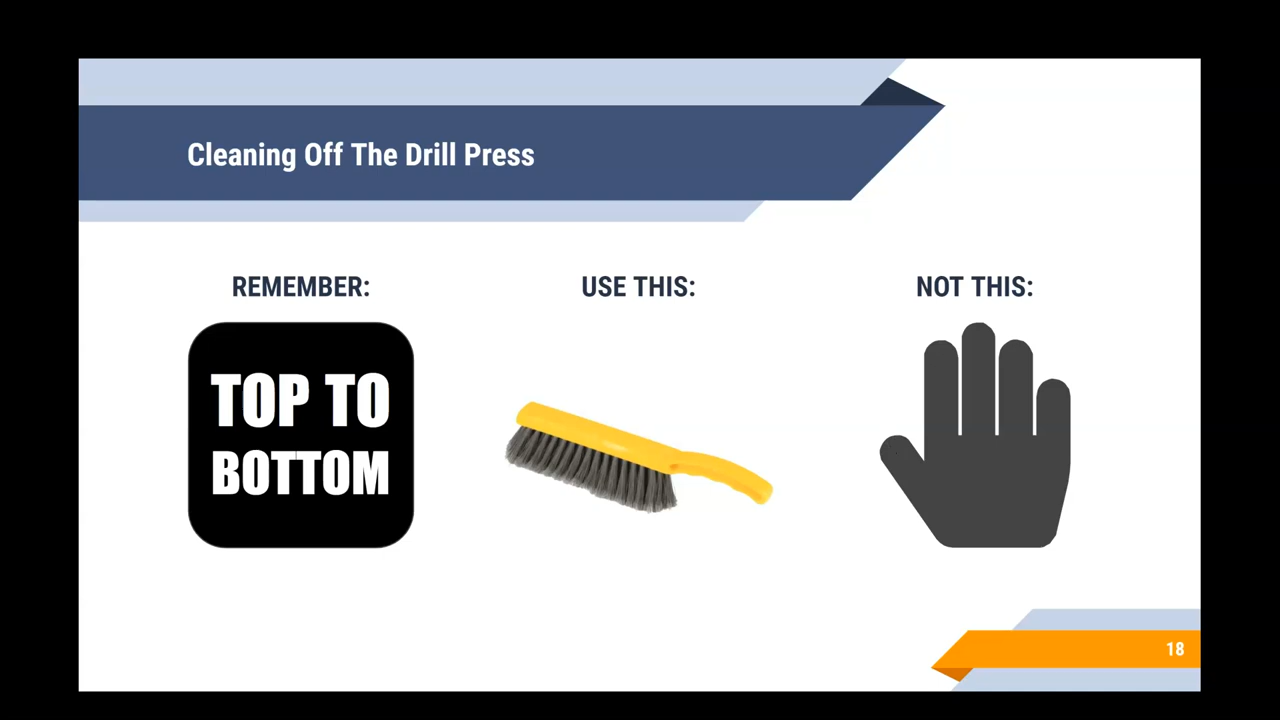 Cleaning Off The Drill Press
REMEMBER:
TOP TO
BOTTOM
USE THIS:
NOT THIS:
18